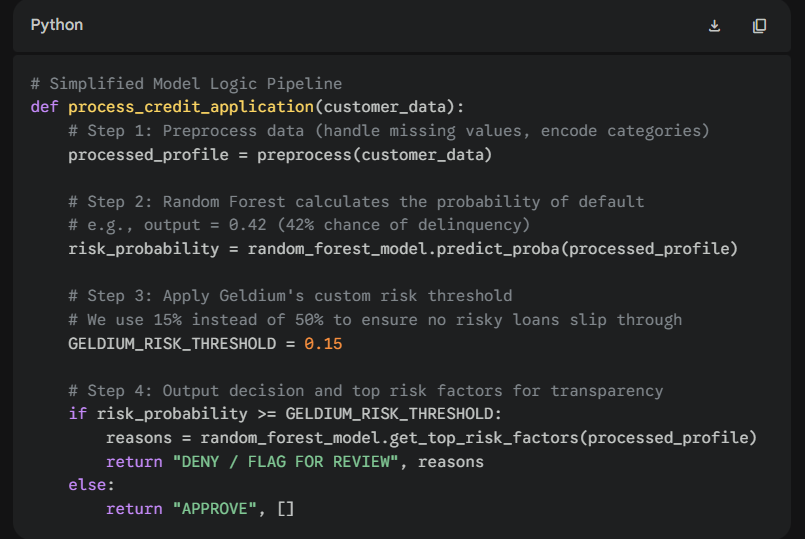 Python
# Simplified Model Logic Pipeline
def process_credit_application(customer_data):
    # Step 1: Preprocess data (handle missing values, encode categories)
    processed_profile = preprocess(customer_data)

    # Step 2: Random Forest calculates the probability of default
    # e.g., output = 0.42 (42% chance of delinquency)
    risk_probability = random_forest_model.predict_proba(processed_profile)

    # Step 3: Apply Geldium's custom risk threshold
    # We use 15% instead of 50% to ensure no risky loans slip through
    GELDIUM_RISK_THRESHOLD = 0.15

    # Step 4: Output decision and top risk factors for transparency
    if risk_probability >= GELDIUM_RISK_THRESHOLD:
        reasons = random_forest_model.get_top_risk_factors(processed_profile)
        return "DENY / FLAG FOR REVIEW", reasons
    else:
        return "APPROVE", []